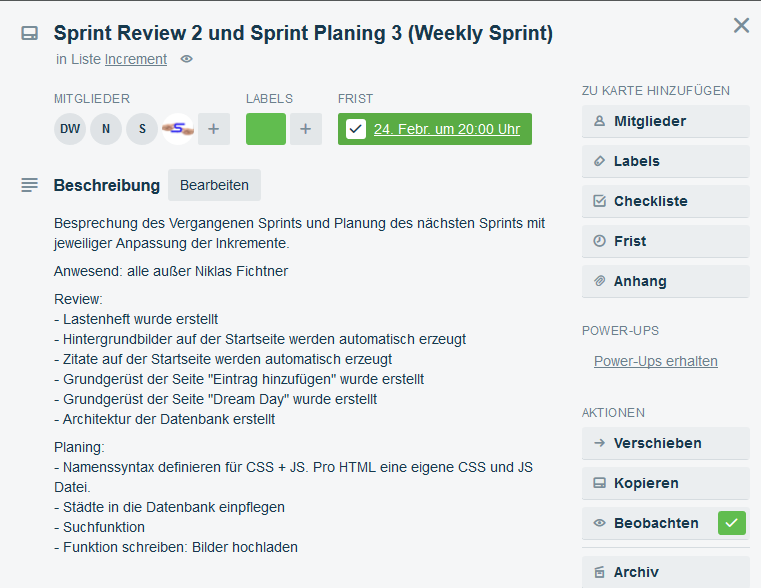 Sprint Review 2 und Sprint Planing 3 (Weekly Sprint)
in Liste Increment
MITGLIEDER
LABELS
FRIST
DW
N
S
S
+
+
24. Febr. um 20:00 Uhr
Beschreibung
Bearbeiten
Besprechung des Vergangenen Sprints und Planung des nächsten Sprints mit
jeweiliger Anpassung der Inkremente.
Anwesend: alle außer Niklas Fichtner
Review:
- Lastenheft wurde erstellt
- Hintergrundbilder auf der Startseite werden automatisch erzeugt
- Zitate auf der Startseite werden automatisch erzeugt
- Grundgerüst der Seite "Eintrag hinzufügen" wurde erstellt
- Grundgerüst der Seite "Dream Day" wurde erstellt
- Architektur der Datenbank erstellt
Planing:
- Namenssyntax definieren für CSS + JS. Pro HTML eine eigene CSS und JS
Datei.
- Städte in die Datenbank einpflegen
- Suchfunktion
- Funktion schreiben: Bilder hochladen
ZU KARTE HINZUFÜGEN
Mitglieder
Labels
Checkliste
Frist
Anhang
POWER-UPS
Power-Ups erhalten
AKTIONEN
Verschieben
Kopieren
Beobachten
Archiv